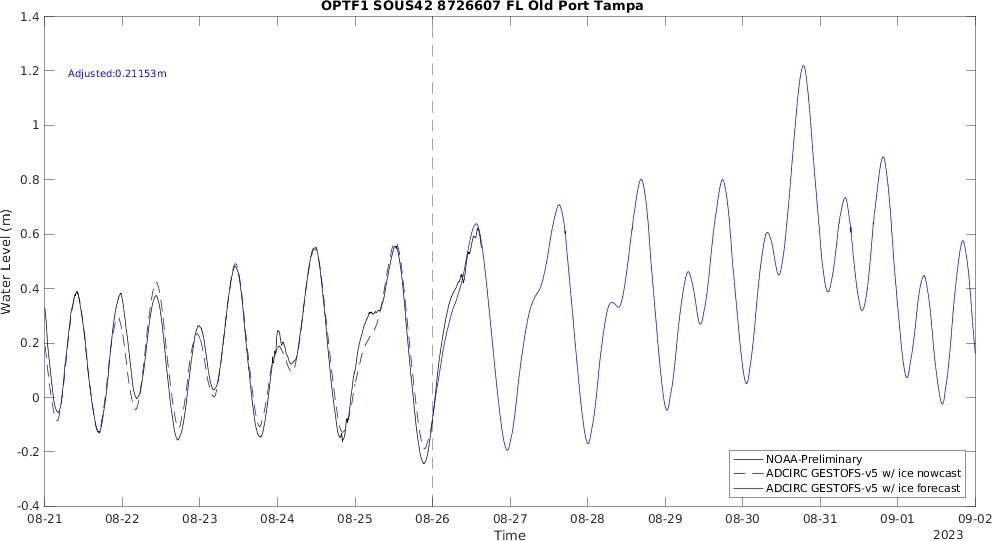 OPTF1 SOUS42 8726607 FL Old Port Tampa
1.4
1.2
1
0.8
0.6
0.4
0.2
0
-0.2
-0.4
Water Level (m)
Adjusted:0.21153m
NOAA-Preliminary
ADCIRC GESTOFS-v5 w/ ice nowcast
ADCIRC GESTOFS-v5 w/ ice forecast
08-21 08-22 08-23 08-24 08-25 08-26 08-27 08-28 08-29 08-30 08-31 09-01 09-02
Time
2023